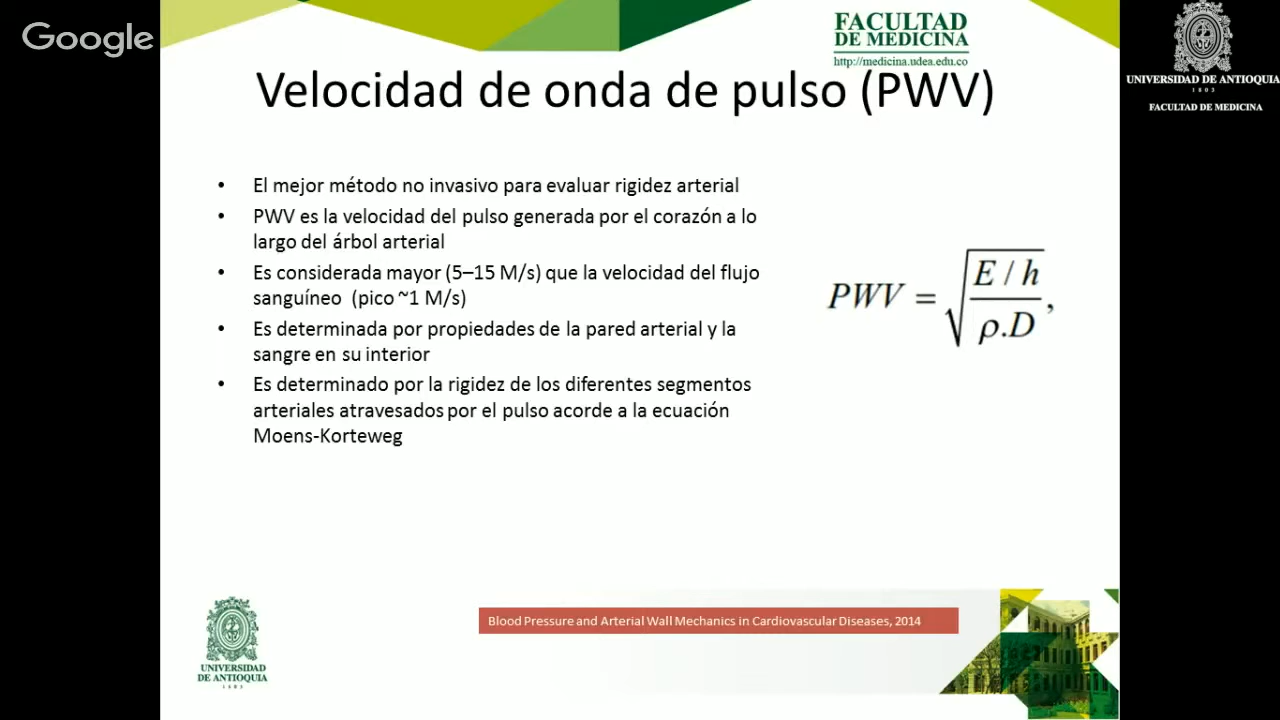 Google
FACULTAD
DE MEDICINA
http://medicina.udea.edu.co
UNIVERSIDAD DE ANTIOQUIA
1803
FACULTAD DE MEDICINA
Velocidad de onda de pulso (PWV)
• El mejor método no invasivo para evaluar rigidez arterial
• PWV es la velocidad del pulso generada por el corazón a lo
largo del árbol arterial
• Es considerada mayor (5–15 M/s) que la velocidad del flujo
sanguíneo (pico ~1 M/s)
• Es determinada por propiedades de la pared arterial y la
sangre en su interior
• Es determinado por la rigidez de los diferentes segmentos
arteriales atravesados por el pulso acorde a la ecuación
Moens-Korteweg
PWV = √(E / h
ρ.D),
Blood Pressure and Arterial Wall Mechanics in Cardiovascular Diseases, 2014
UNIVERSIDAD
DE ANTIOQUIA
1803